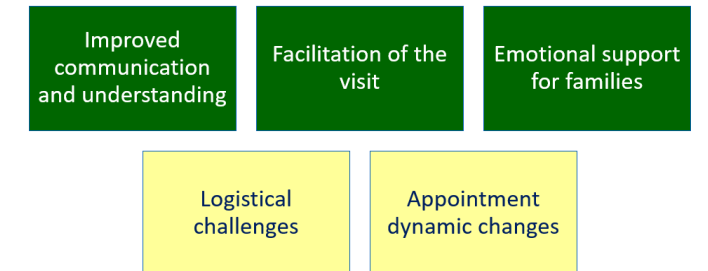 Improved
communication
and understanding
Facilitation of the
visit
Emotional support
for families
Logistical
challenges
Appointment
dynamic changes